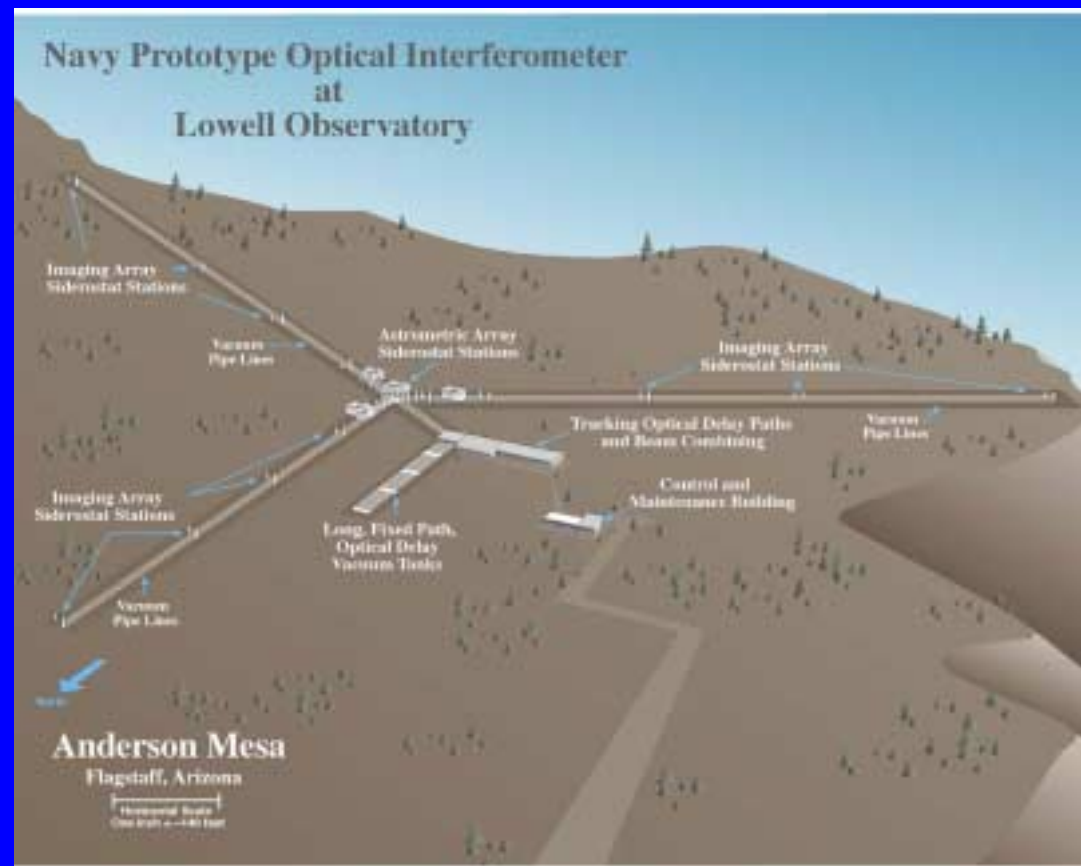 Navy Prototype Optical Interferometer
at
Lowell Observatory
Imaging Array
Siderostat Stations
Vacuum
Pipe Lines
Astrometric Array
Siderostat Stations
Imaging Array
Siderostat Stations
Vacuum
Pipe Lines
Tracking Optical Delay Paths
and Beam Combining
Control and
Maintenance Building
Imaging Array
Siderostat Stations
Long, Fixed Path,
Optical Delay
Vacuum Tanks
Vacuum
Pipe Lines
North
Anderson Mesa
Flagstaff, Arizona
Horizontal Scale
One inch = feet